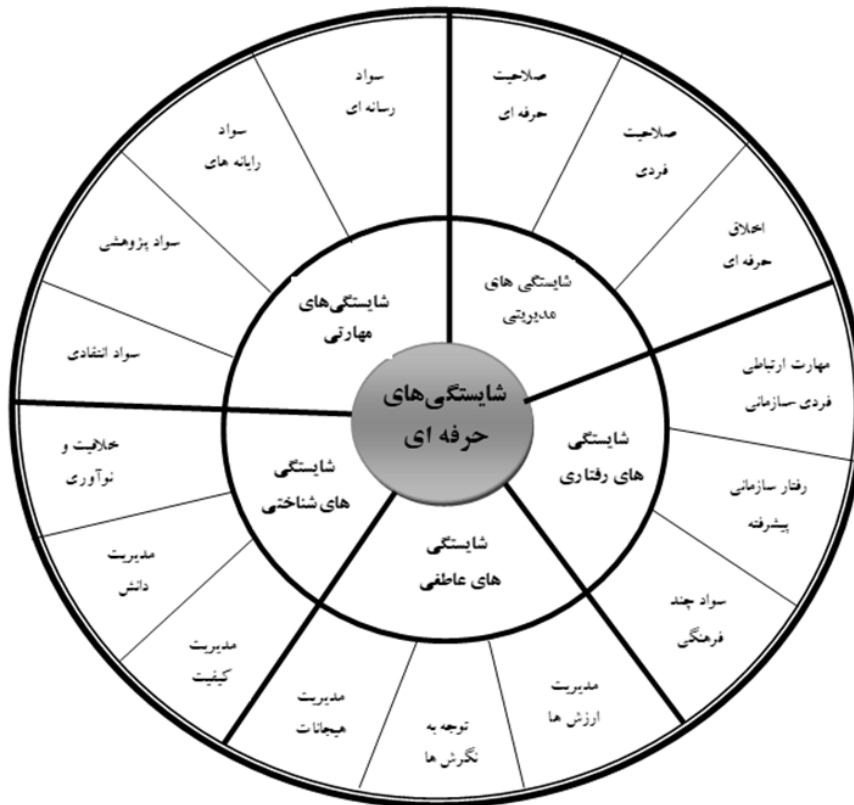 شایستگی‌های
حرفه ای
شایستگی های
مدیریتی
صلاحیت
حرفه ای
صلاحیت
فردی
اخلاق
حرفه ای
شایستگی
های رفتاری
مهارت ارتباطی
فردی-سازمانی
رفتار سازمانی
پیشرفته
سواد چند
فرهنگی
شایستگی
های عاطفی
مدیریت
ارزش ها
توجه به
نگرش ها
مدیریت
هیجانات
شایستگی
های شناختی
مدیریت
کیفیت
مدیریت
دانش
خلاقیت و
نوآوری
شایستگی‌های
مهارتی
سواد انتقادی
سواد پژوهشی
سواد
رایانه های
سواد
رسانه ای